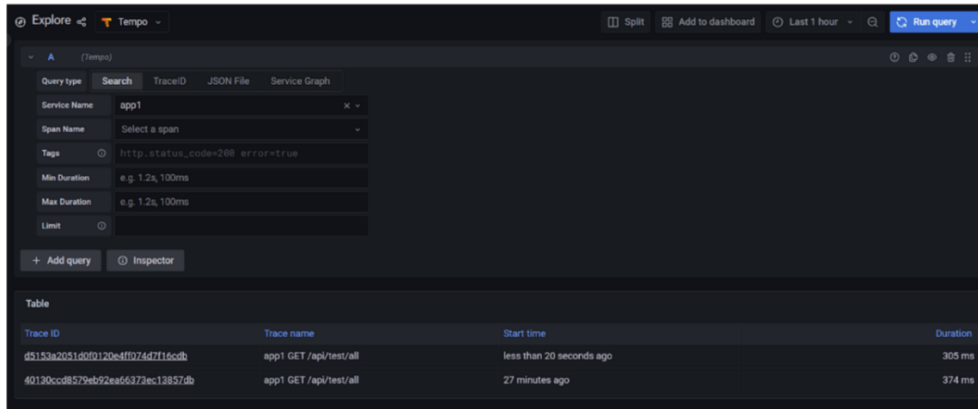 Explore Tempo Split Add to dashboard Last 1 hour Run query
A (Tempo)
Query type Search TraceID JSON File Service Graph
Service Name app1
Span Name Select a span
Tags http.status_code=200 error=true
Min Duration e.g. 1.2s, 100ms
Max Duration e.g. 1.2s, 100ms
Limit
+ Add query Inspector
Table
Trace ID Trace name Start time Duration
d5153a2051d0f0120e4ff074d7f16cdb app1 GET /api/test/all less than 20 seconds ago 305 ms
40130ccd8579eb92ea66373ec13857db app1 GET /api/test/all 27 minutes ago 374 ms